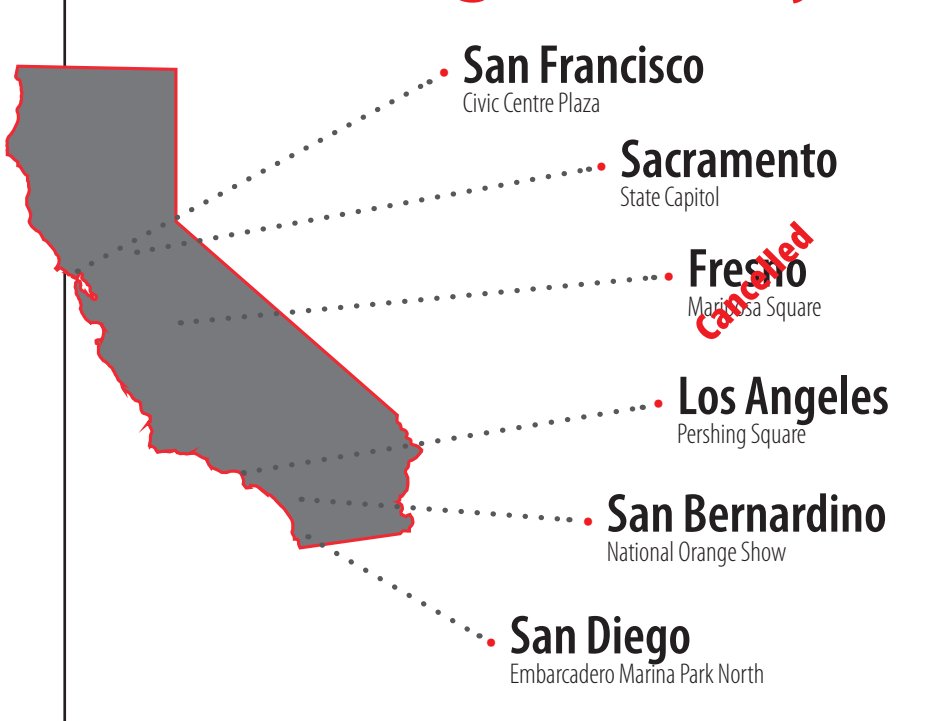 San Francisco
Civic Centre Plaza
Sacramento
State Capitol
Fresno
Mariposa Square
Cancelled
Los Angeles
Pershing Square
San Bernardino
National Orange Show
San Diego
Embarcadero Marina Park North